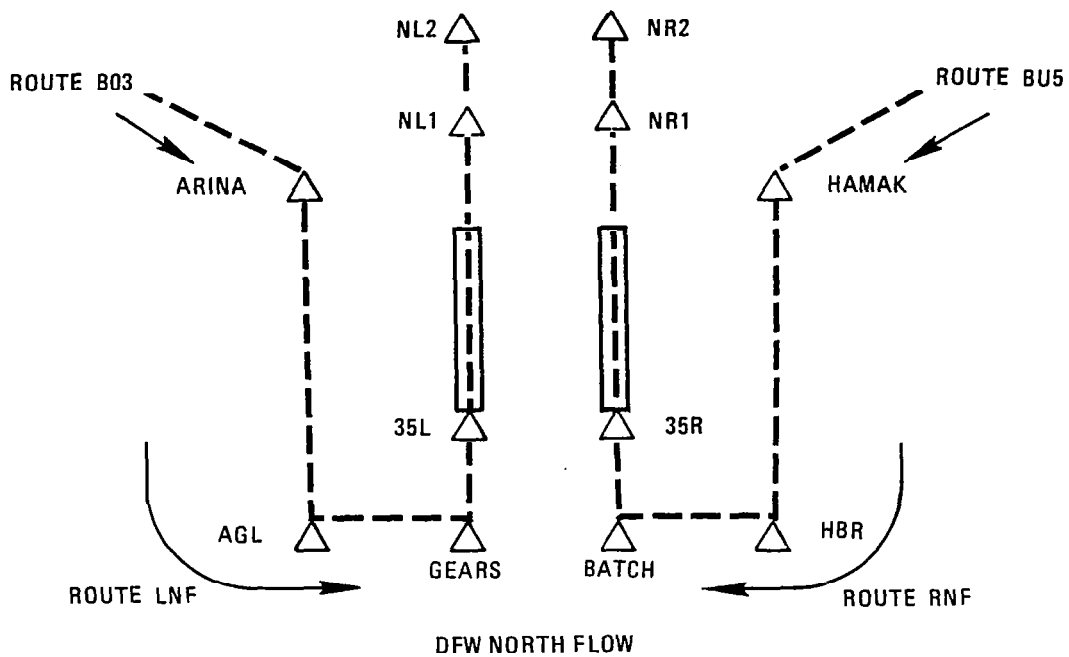 NL2
NR2
ROUTE B03
ROUTE BU5
NL1
NR1
ARINA
HAMAK
35L
35R
AGL
HBR
GEARS
BATCH
ROUTE LNF
ROUTE RNF
DFW NORTH FLOW